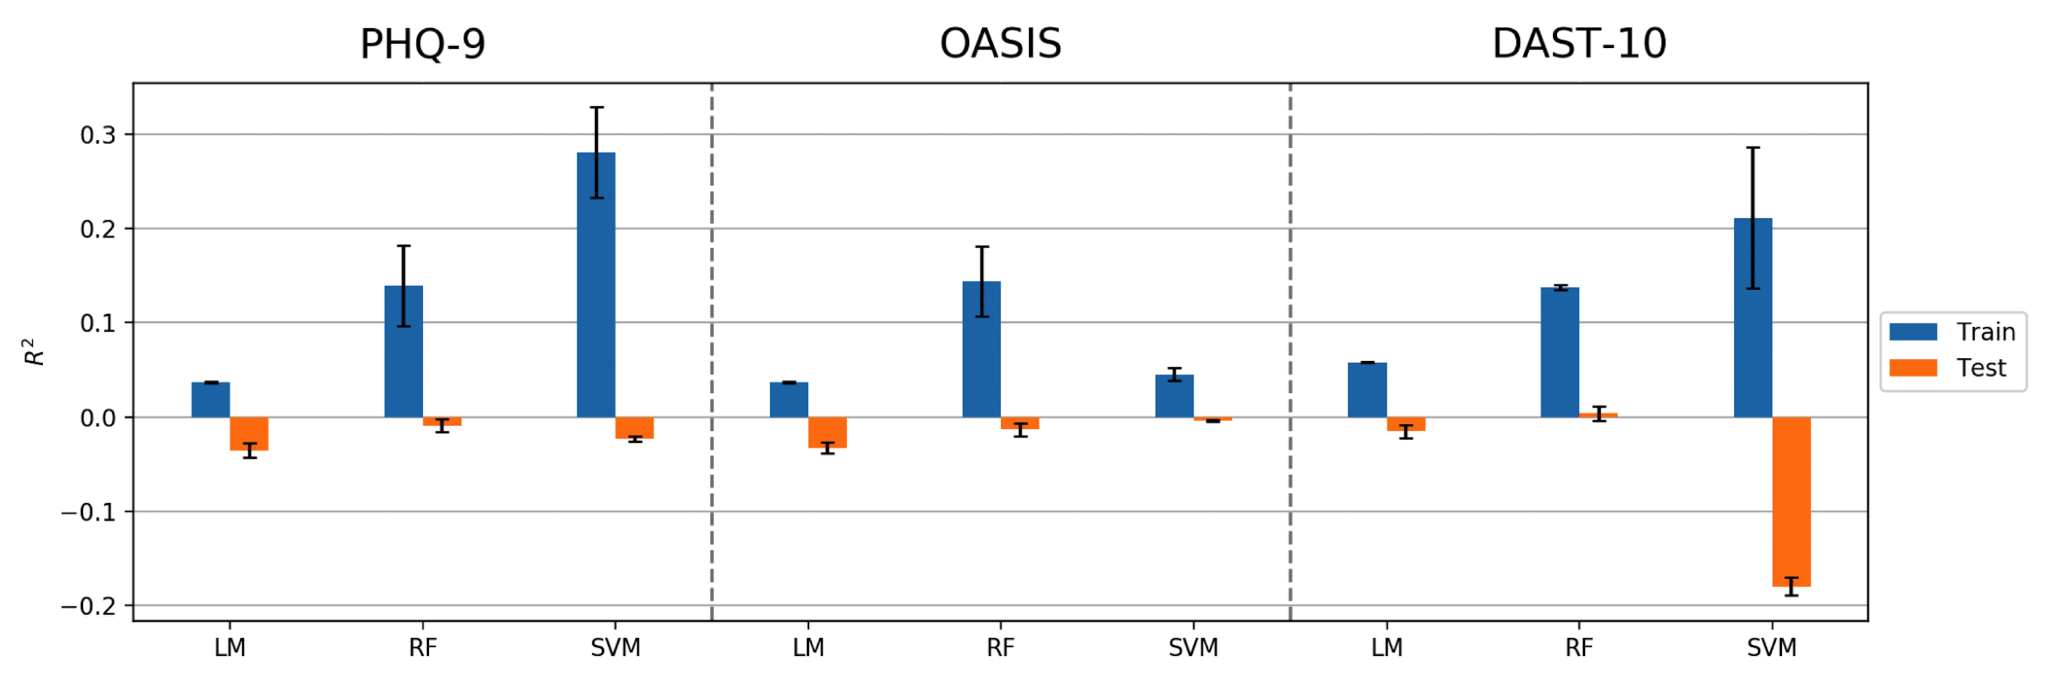 PHQ-9 OASIS DAST-10
0.3
0.2
0.1
0.0
−0.1
−0.2
R²
LM RF SVM LM RF SVM LM RF SVM
Train
Test